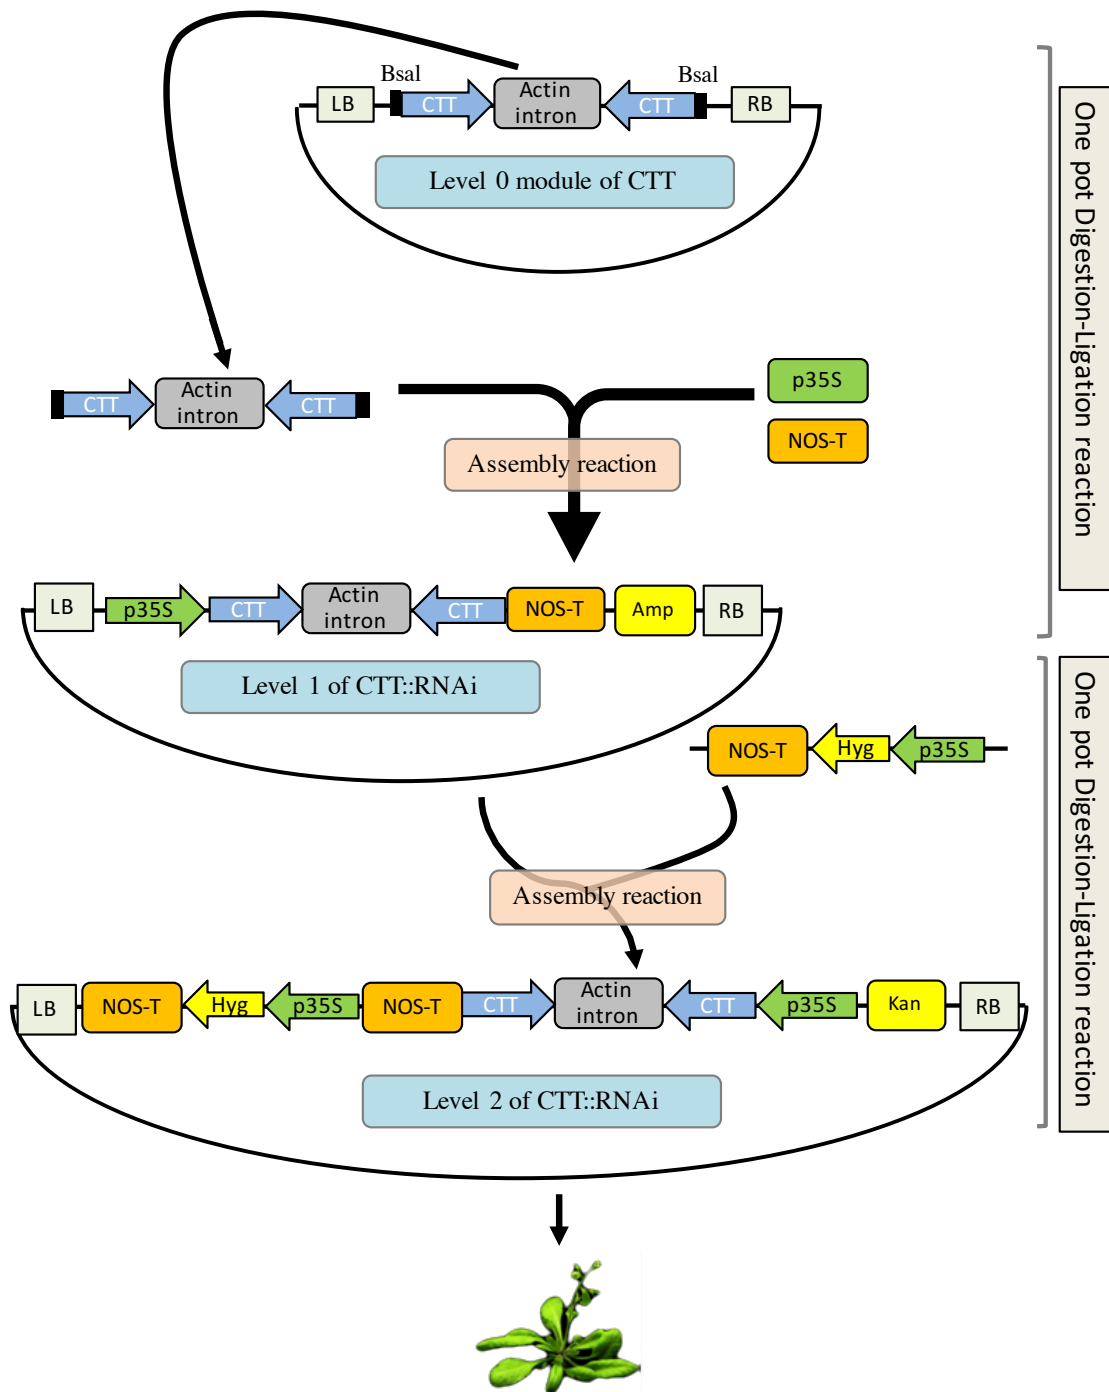 BsaI
BsaI
LB
CTT
Actin
intron
CTT
RB
Level 0 module of CTT
CTT
Actin
intron
CTT
p35S
NOS-T
Assembly reaction
One pot Digestion-Ligation reaction
LB
p35S
CTT
Actin
intron
CTT
NOS-T
Amp
RB
Level 1 of CTT::RNAi
NOS-T
Hyg
p35S
Assembly reaction
One pot Digestion-Ligation reaction
LB
NOS-T
Hyg
p35S
NOS-T
CTT
Actin
intron
CTT
p35S
Kan
RB
Level 2 of CTT::RNAi